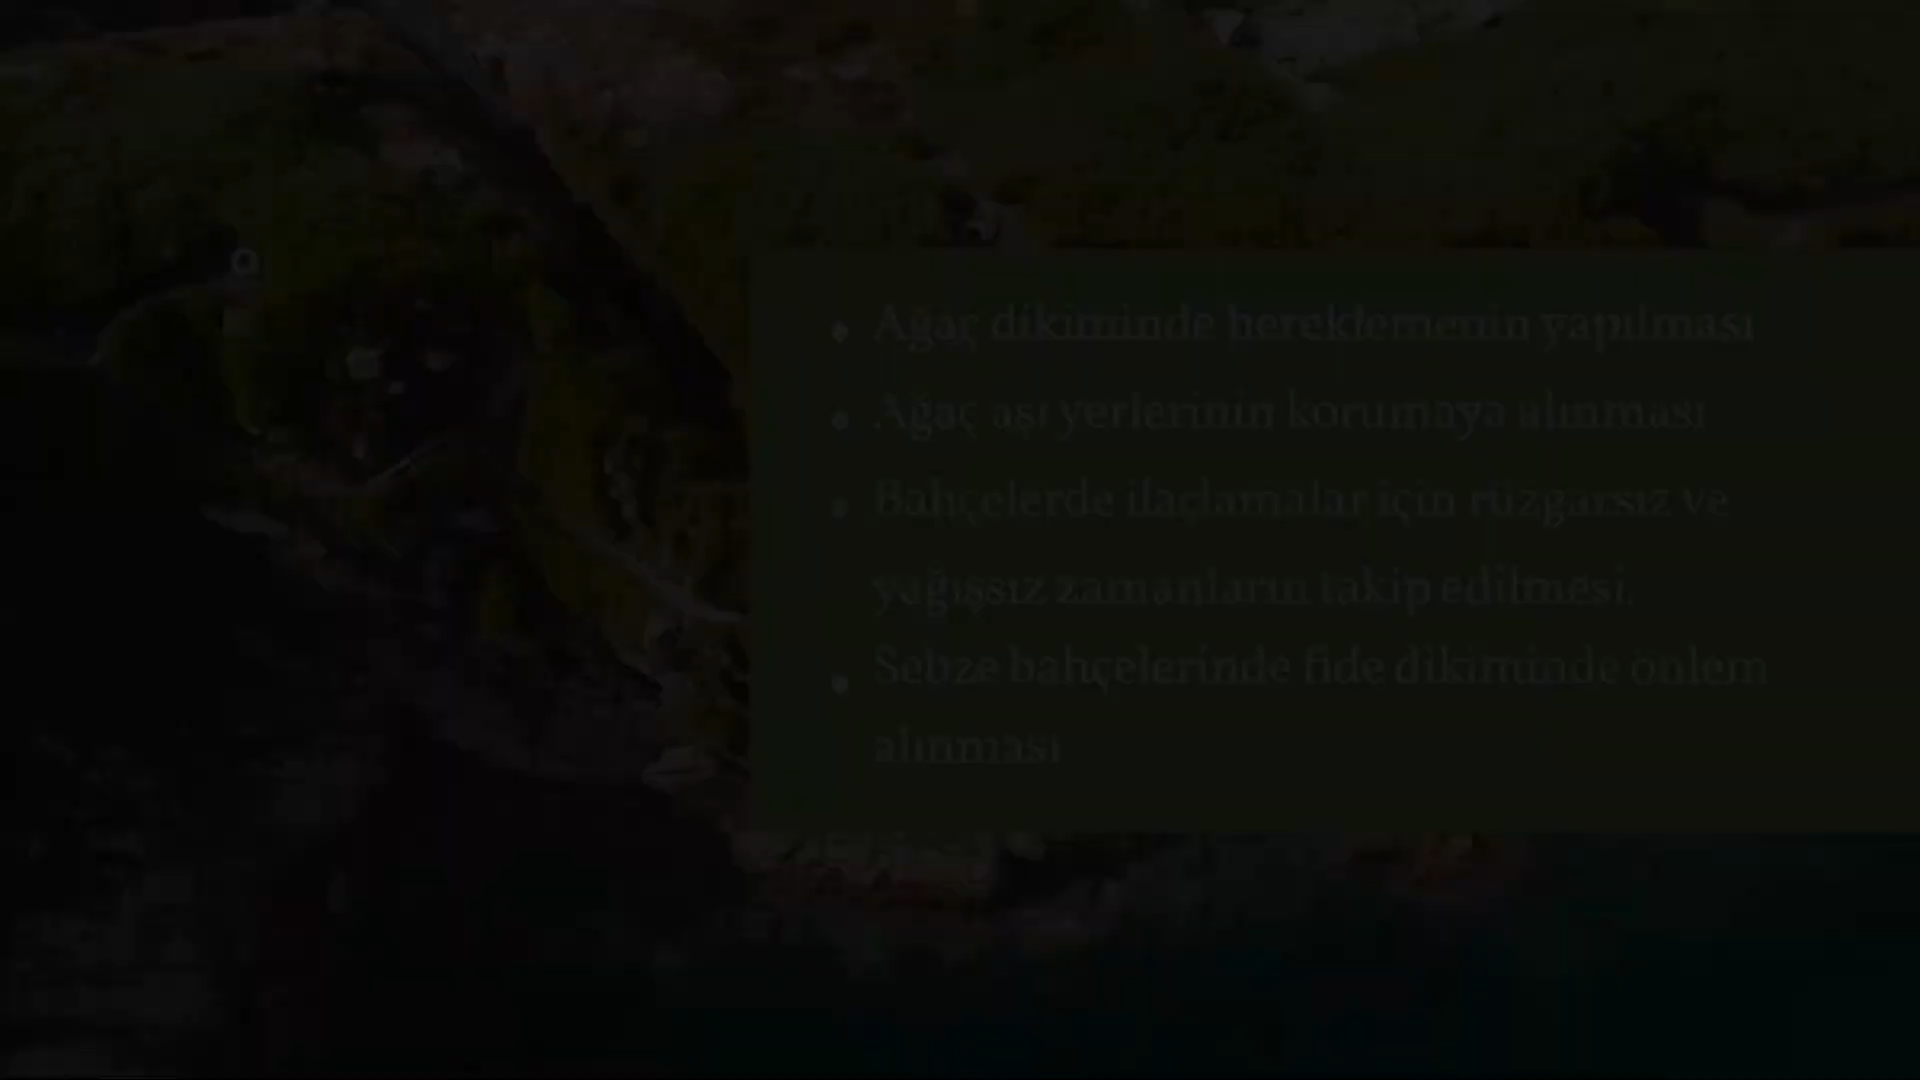 • Ağaç dikiminde hereklemenin yapılması
• Ağaç aşı yerlerinin korumaya alınması
• Bahçelerde ilaçlamalar için rüzgarsız ve
yağışsız zamanların takip edilmesi.
• Sebze bahçelerinde fide dikiminde önlem
alınması